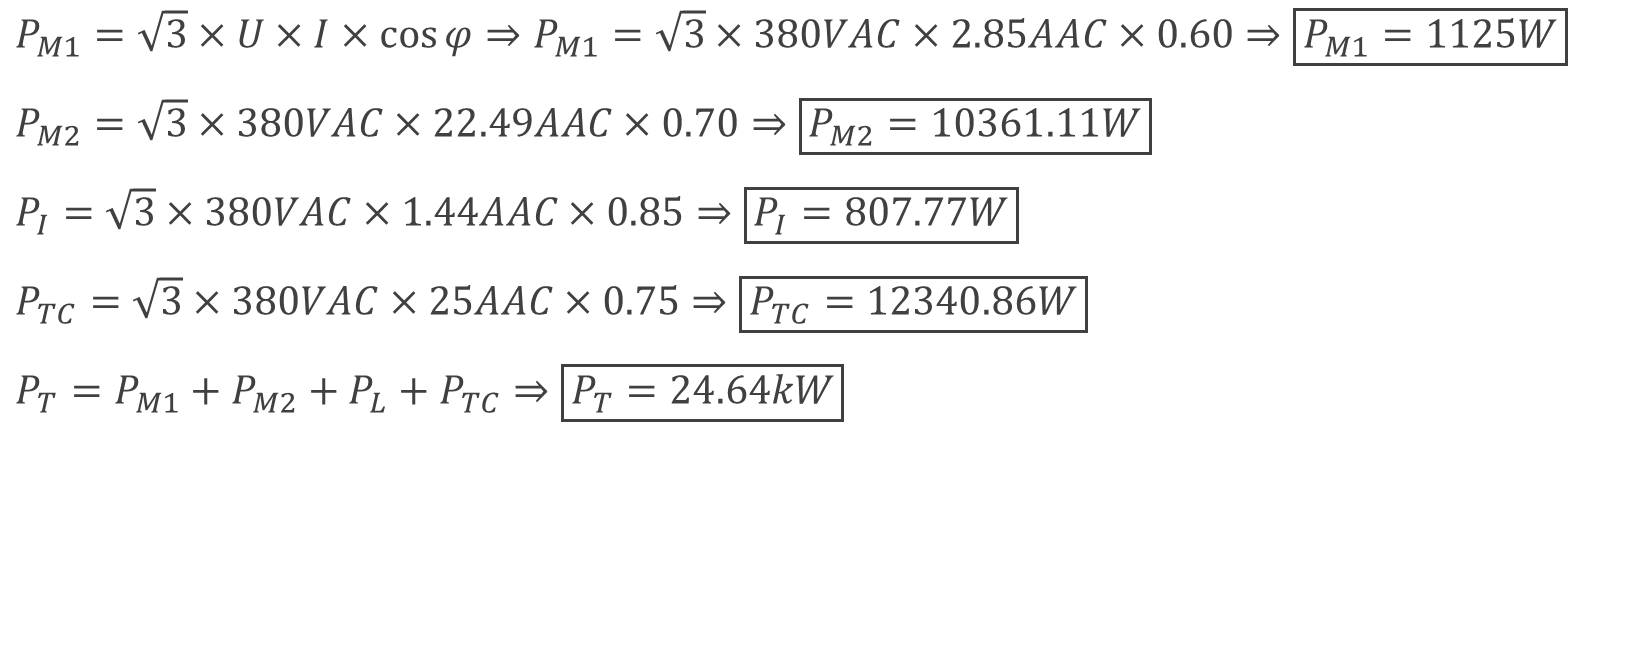 P_{M1} = √3 × U × I × cos φ ⇒ P_{M1} = √3 × 380VAC × 2.85AAC × 0.60 ⇒ P_{M1} = 1125W
P_{M2} = √3 × 380VAC × 22.49AAC × 0.70 ⇒ P_{M2} = 10361.11W
P_I = √3 × 380VAC × 1.44AAC × 0.85 ⇒ P_I = 807.77W
P_{TC} = √3 × 380VAC × 25AAC × 0.75 ⇒ P_{TC} = 12340.86W
P_T = P_{M1} + P_{M2} + P_L + P_{TC} ⇒ P_T = 24.64kW